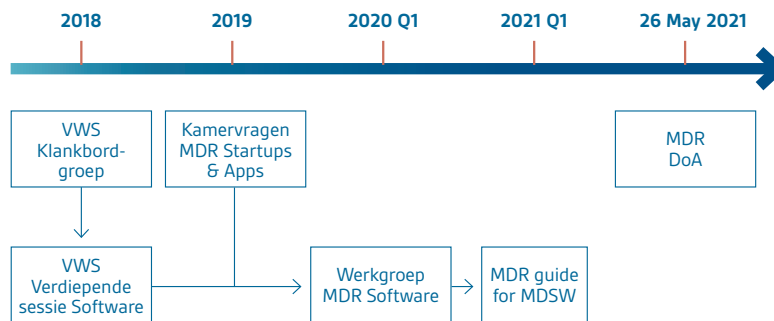 2018
2019
2020 Q1
2021 Q1
26 May 2021
VWS
Klankbord-
groep
Kamervragen
MDR Startups
& Apps
MDR
DoA
VWS
Verdiepende
sessie Software
Werkgroep
MDR Software
MDR guide
for MDSW